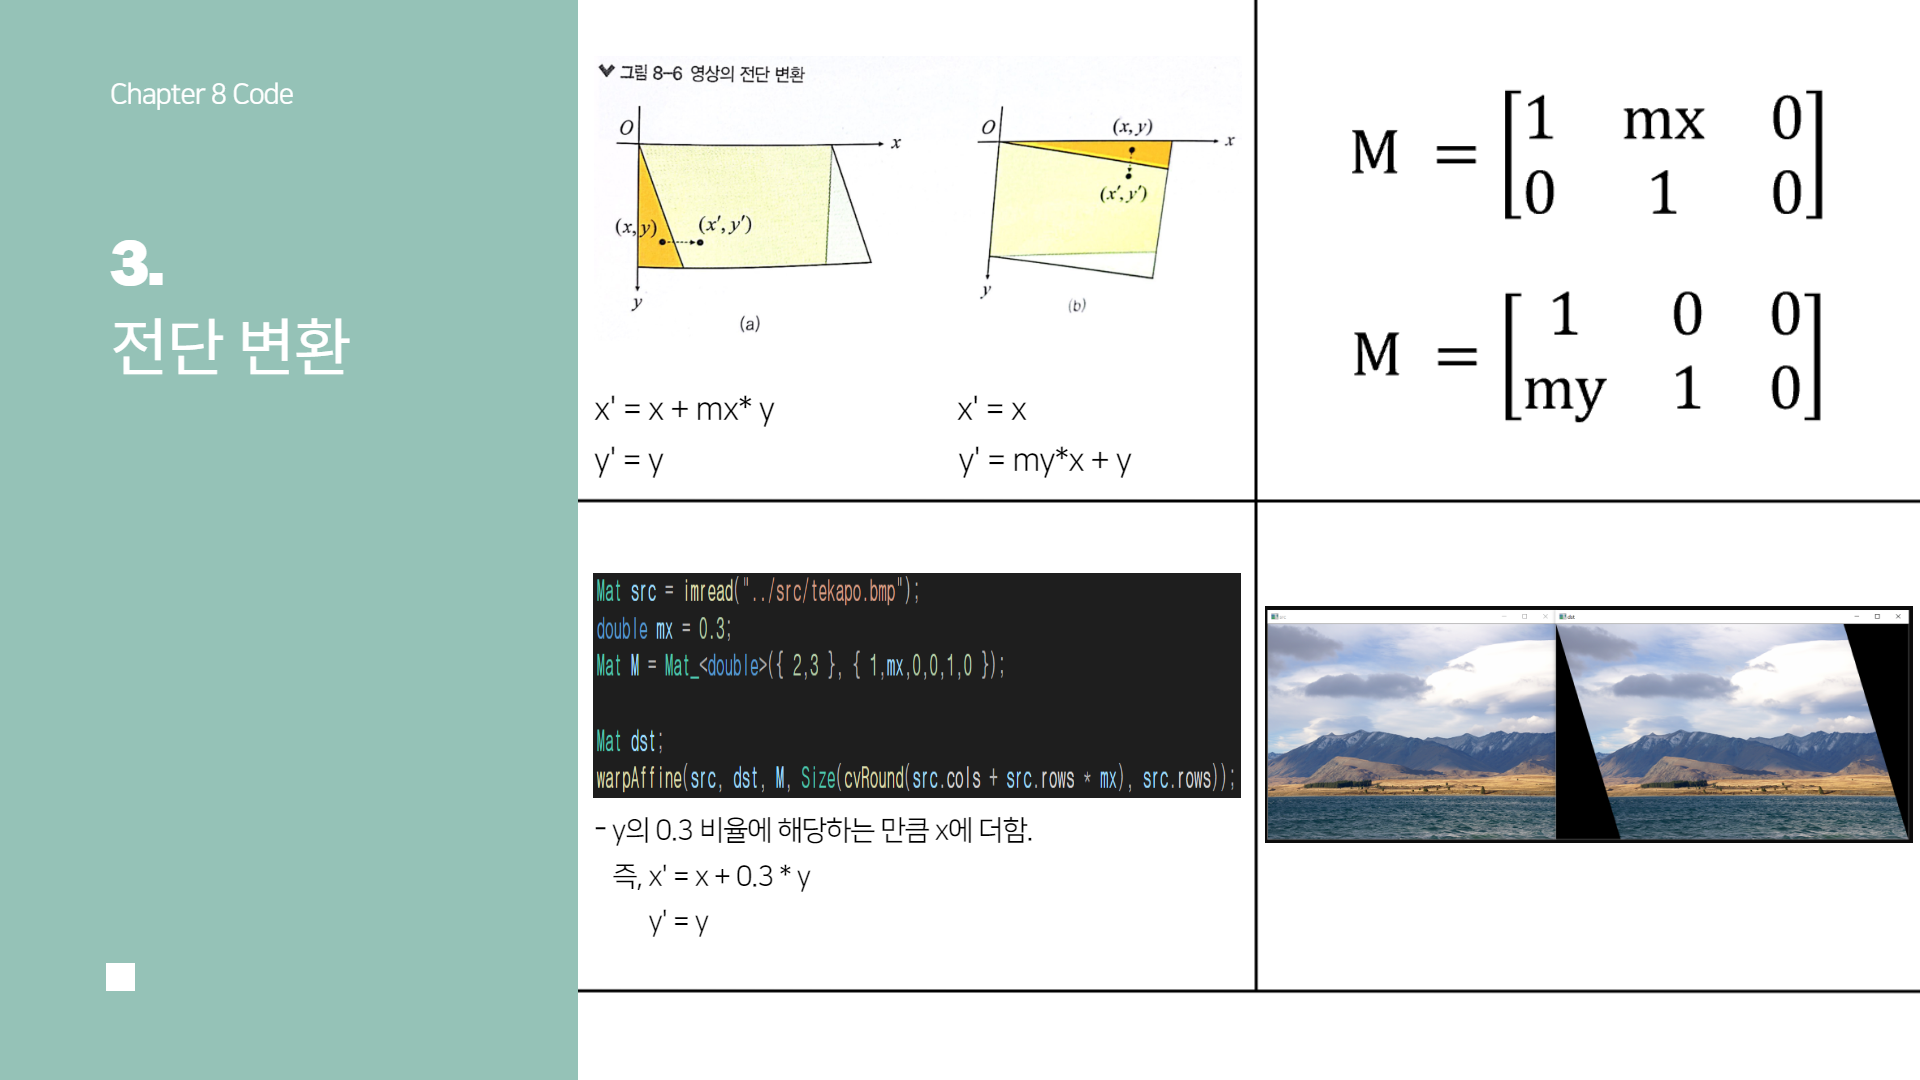 Chapter 8 Code
3.
전단 변환
그림 8-6 영상의 전단 변환
O
x
(x, y)
(x′, y′)
y
(a)
O
(x, y)
x
(x′, y′)
y
(b)
x' = x + mx* y
y' = y
x' = x
y' = my*x + y
M = [1 mx 0
0 1 0]
M = [1 0 0
my 1 0]
Mat src = imread("../src/tekapo.bmp");
double mx = 0.3;
Mat M = Mat_<double>({ 2,3 }, { 1,mx,0,0,1,0 });
Mat dst;
warpAffine(src, dst, M, Size(cvRound(src.cols + src.rows * mx), src.rows));
- y의 0.3 비율에 해당하는 만큼 x에 더함.
즉, x' = x + 0.3 * y
y' = y
src
dst